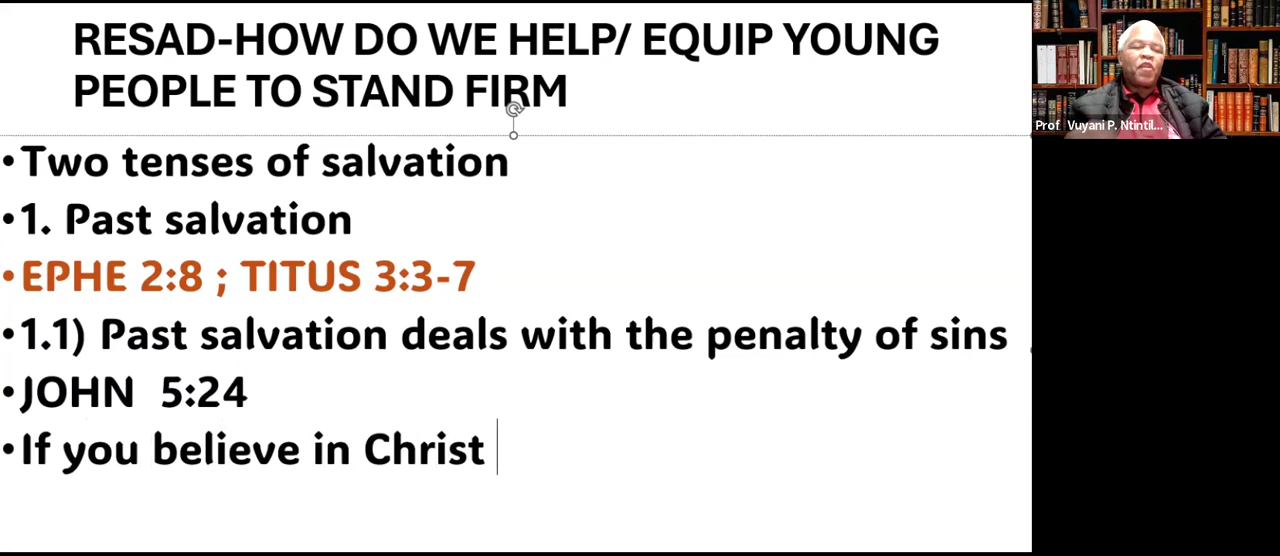 RESAD-HOW DO WE HELP/ EQUIP YOUNG
PEOPLE TO STAND FIRM
•Two tenses of salvation
•1. Past salvation
•EPHE 2:8 ; TITUS 3:3-7
•1.1) Past salvation deals with the penalty of sins
•JOHN 5:24
•If you believe in Christ
Prof Vuyani P. Ntintil...